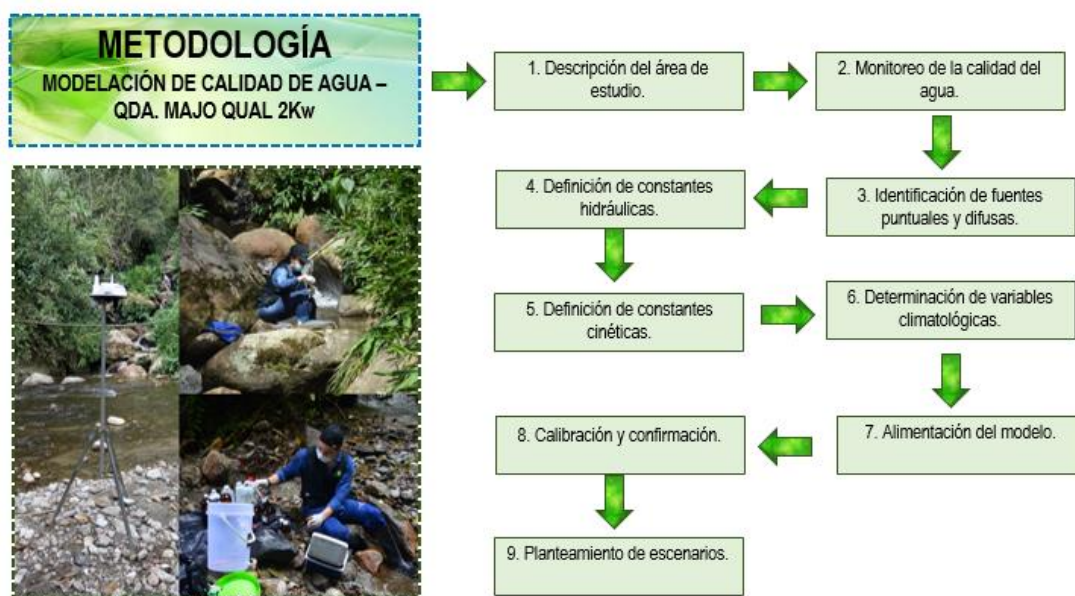 METODOLOGÍA
MODELACIÓN DE CALIDAD DE AGUA –
QDA. MAJO QUAL 2Kw
1. Descripción del área de
estudio.
2. Monitoreo de la calidad del
agua.
3. Identificación de fuentes
puntuales y difusas.
4. Definición de constantes
hidráulicas.
5. Definición de constantes
cinéticas.
6. Determinación de variables
climatológicas.
7. Alimentación del modelo.
8. Calibración y confirmación.
9. Planteamiento de escenarios.